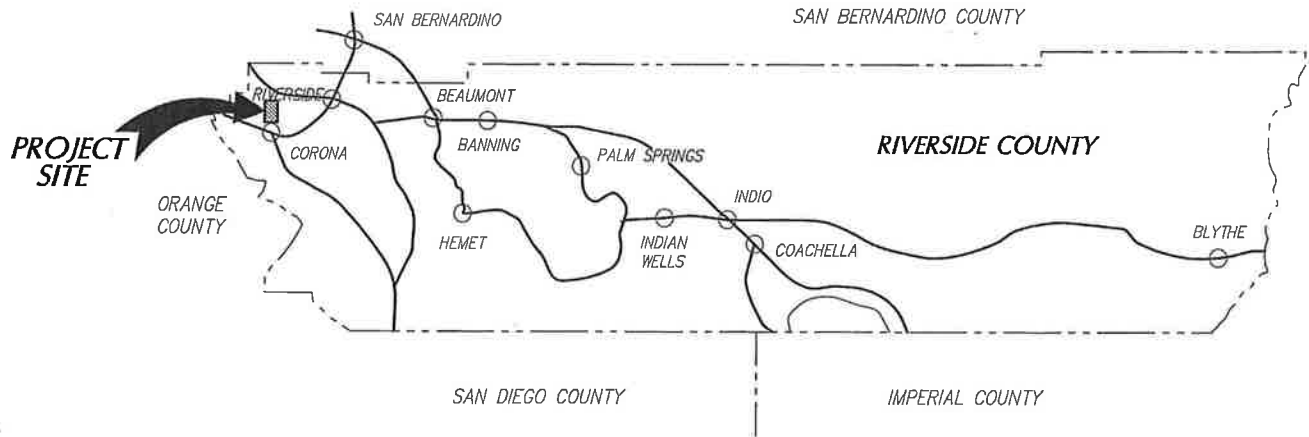 SAN BERNARDINO
SAN BERNARDINO COUNTY
RIVERSIDE
BEAUMONT
PROJECT
SITE
CORONA
BANNING
PALM SPRINGS
RIVERSIDE COUNTY
ORANGE
COUNTY
HEMET
INDIAN
WELLS
INDIO
COACHELLA
BLYTHE
SAN DIEGO COUNTY
IMPERIAL COUNTY